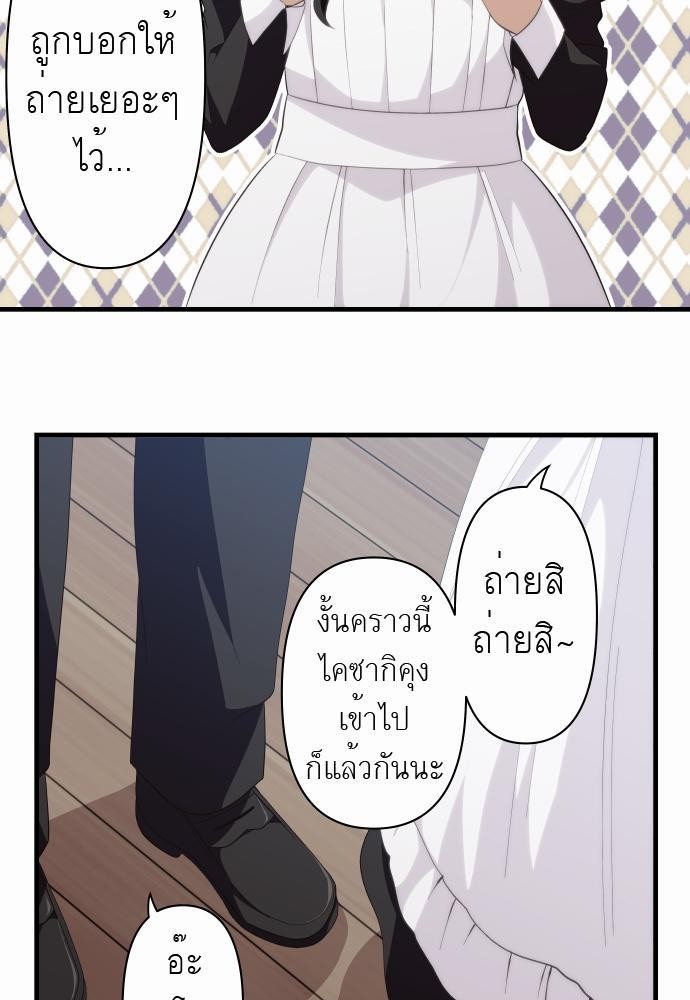 ถูกบอกให้
ถ่ายเยอะๆ
ไว้...
ถ่ายสิ
ถ่ายสิ~
งั้นคราวนี้
ไคซากิคุง
เข้าไป
ก็แล้วกันนะ
อ๊ะ
~